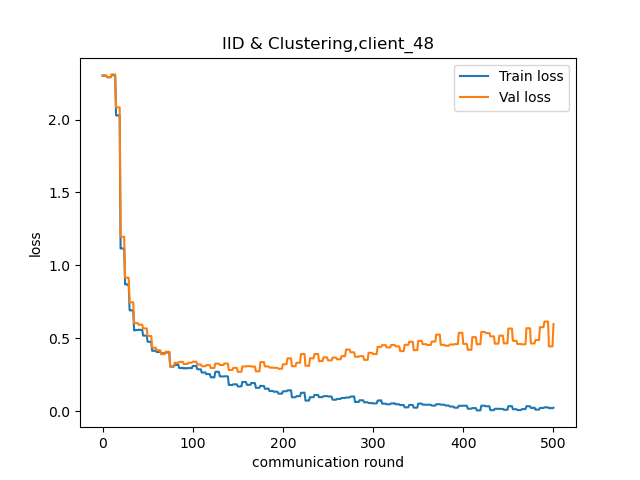 IID & Clustering,client_48
Train loss
Val loss
2.0
1.5
1.0
0.5
0.0
loss
0
100
200
300
400
500
communication round